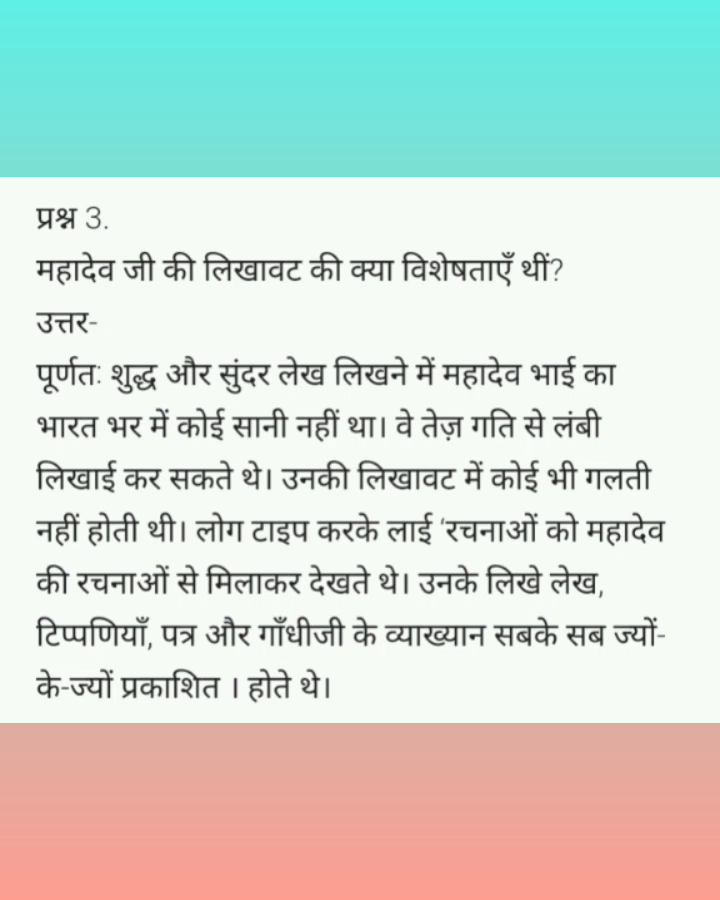 प्रश्न 3.
महादेव जी की लिखावट की क्या विशेषताएँ थीं?
उत्तर-
पूर्णत: शुद्ध और सुंदर लेख लिखने में महादेव भाई का
भारत भर में कोई सानी नहीं था। वे तेज़ गति से लंबी
लिखाई कर सकते थे। उनकी लिखावट में कोई भी गलती
नहीं होती थी। लोग टाइप करके लाई ‘रचनाओं को महादेव
की रचनाओं से मिलाकर देखते थे। उनके लिखे लेख,
टिप्पणियाँ, पत्र और गाँधीजी के व्याख्यान सबके सब ज्यों-
के-ज्यों प्रकाशित । होते थे।